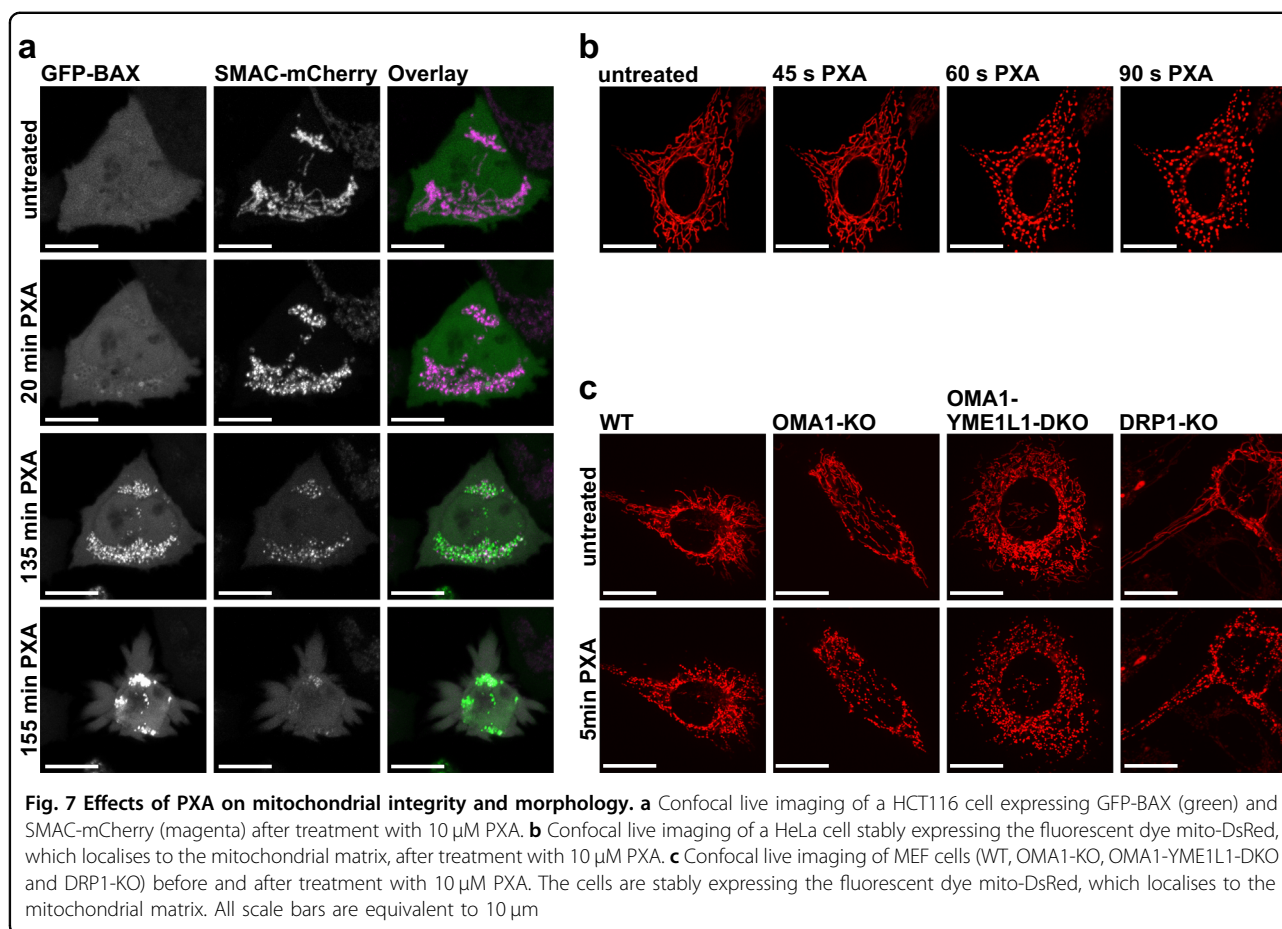 a
GFP-BAX SMAC-mCherry Overlay
untreated
20 min PXA
135 min PXA
155 min PXA
b
untreated 45 s PXA 60 s PXA 90 s PXA
c
WT OMA1-KO OMA1-
YME1L1-DKO DRP1-KO
untreated
5min PXA
Fig. 7 Effects of PXA on mitochondrial integrity and morphology. a Confocal live imaging of a HCT116 cell expressing GFP-BAX (green) and
SMAC-mCherry (magenta) after treatment with 10 µM PXA. b Confocal live imaging of a HeLa cell stably expressing the fluorescent dye mito-DsRed,
which localises to the mitochondrial matrix, after treatment with 10 µM PXA. c Confocal live imaging of MEF cells (WT, OMA1-KO, OMA1-YME1L1-DKO
and DRP1-KO) before and after treatment with 10 µM PXA. The cells are stably expressing the fluorescent dye mito-DsRed, which localises to the
mitochondrial matrix. All scale bars are equivalent to 10 µm